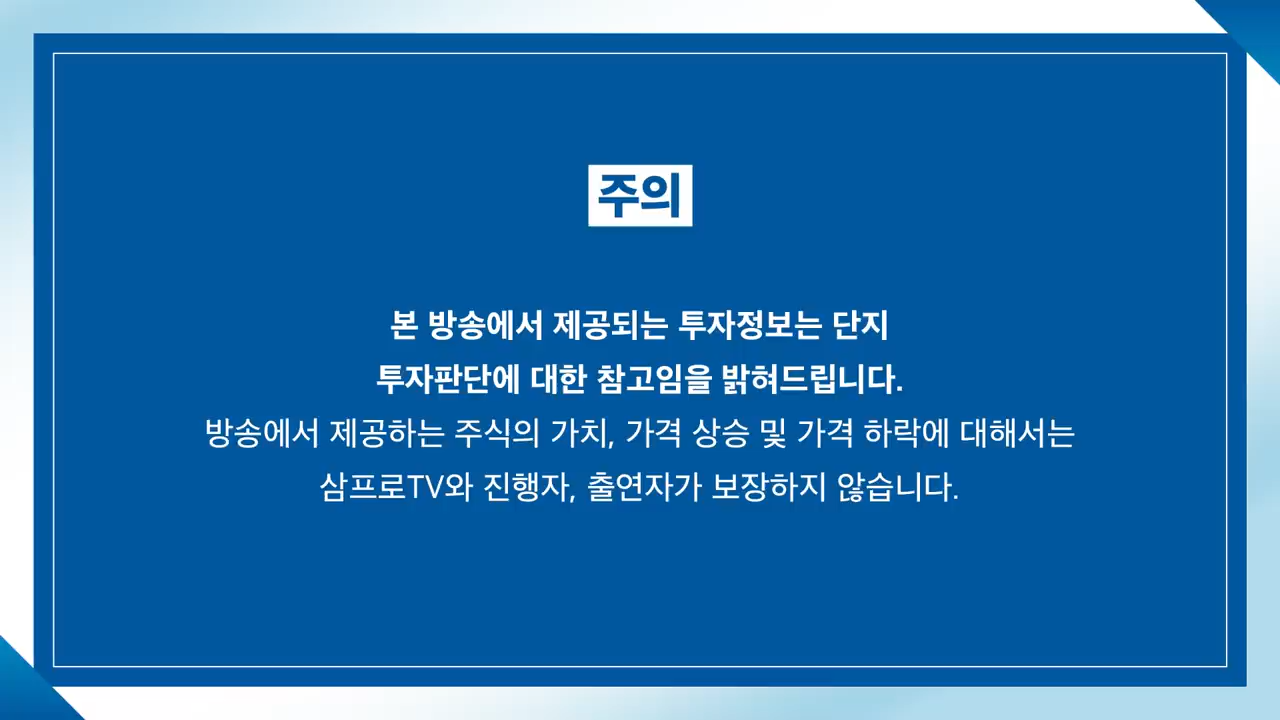 주의
본 방송에서 제공되는 투자정보는 단지
투자판단에 대한 참고임을 밝혀드립니다.
방송에서 제공하는 주식의 가치, 가격 상승 및 가격 하락에 대해서는
삼프로TV와 진행자, 출연자가 보장하지 않습니다.